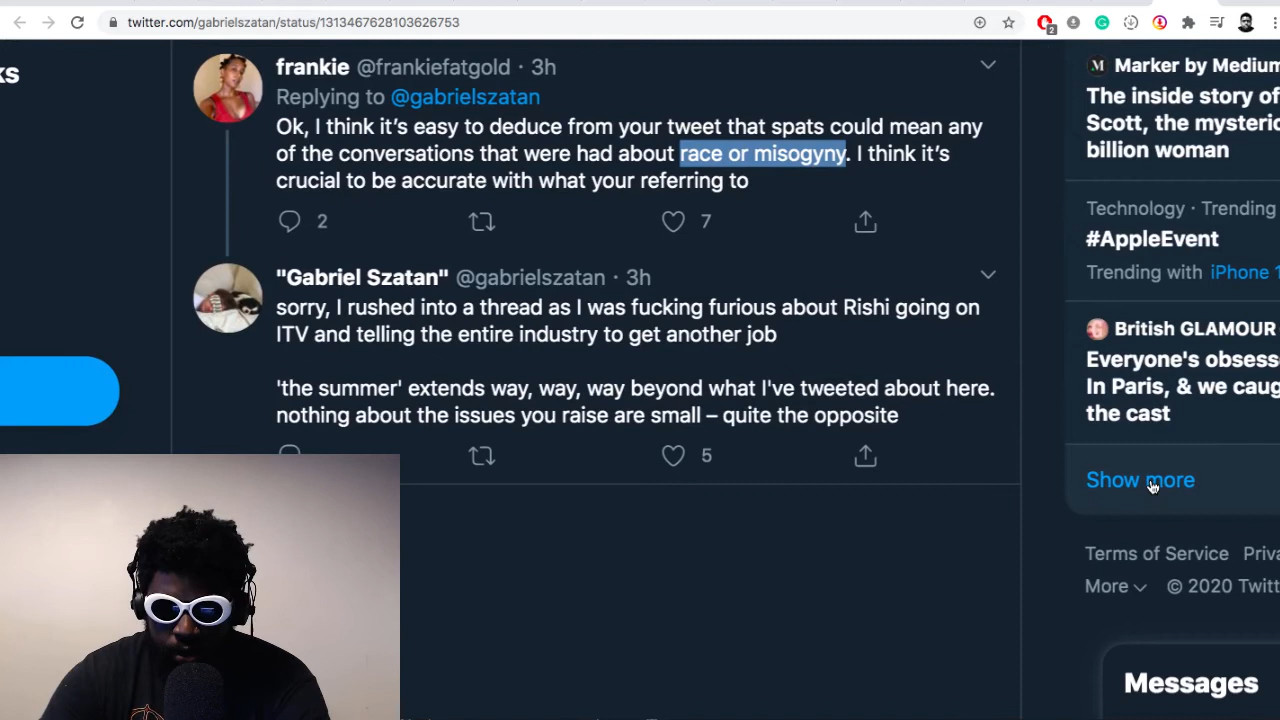 twitter.com/gabrielszatan/status/1313467628103626753
2
ks
frankie @frankiefatgold · 3h
Replying to @gabrielszatan
Ok, I think it’s easy to deduce from your tweet that spats could mean any
of the conversations that were had about race or misogyny. I think it’s
crucial to be accurate with what your referring to
2 7
"Gabriel Szatan" @gabrielszatan · 3h
sorry, I rushed into a thread as I was fucking furious about Rishi going on
ITV and telling the entire industry to get another job
'the summer' extends way, way, way beyond what I've tweeted about here.
nothing about the issues you raise are small – quite the opposite
5
M Marker by Medium
The inside story of
Scott, the mysterio
billion woman
Technology · Trending
#AppleEvent
Trending with iPhone 1
British GLAMOUR
Everyone's obsess
In Paris, & we caug
the cast
Show more
Terms of Service Priva
More © 2020 Twitt
Messages